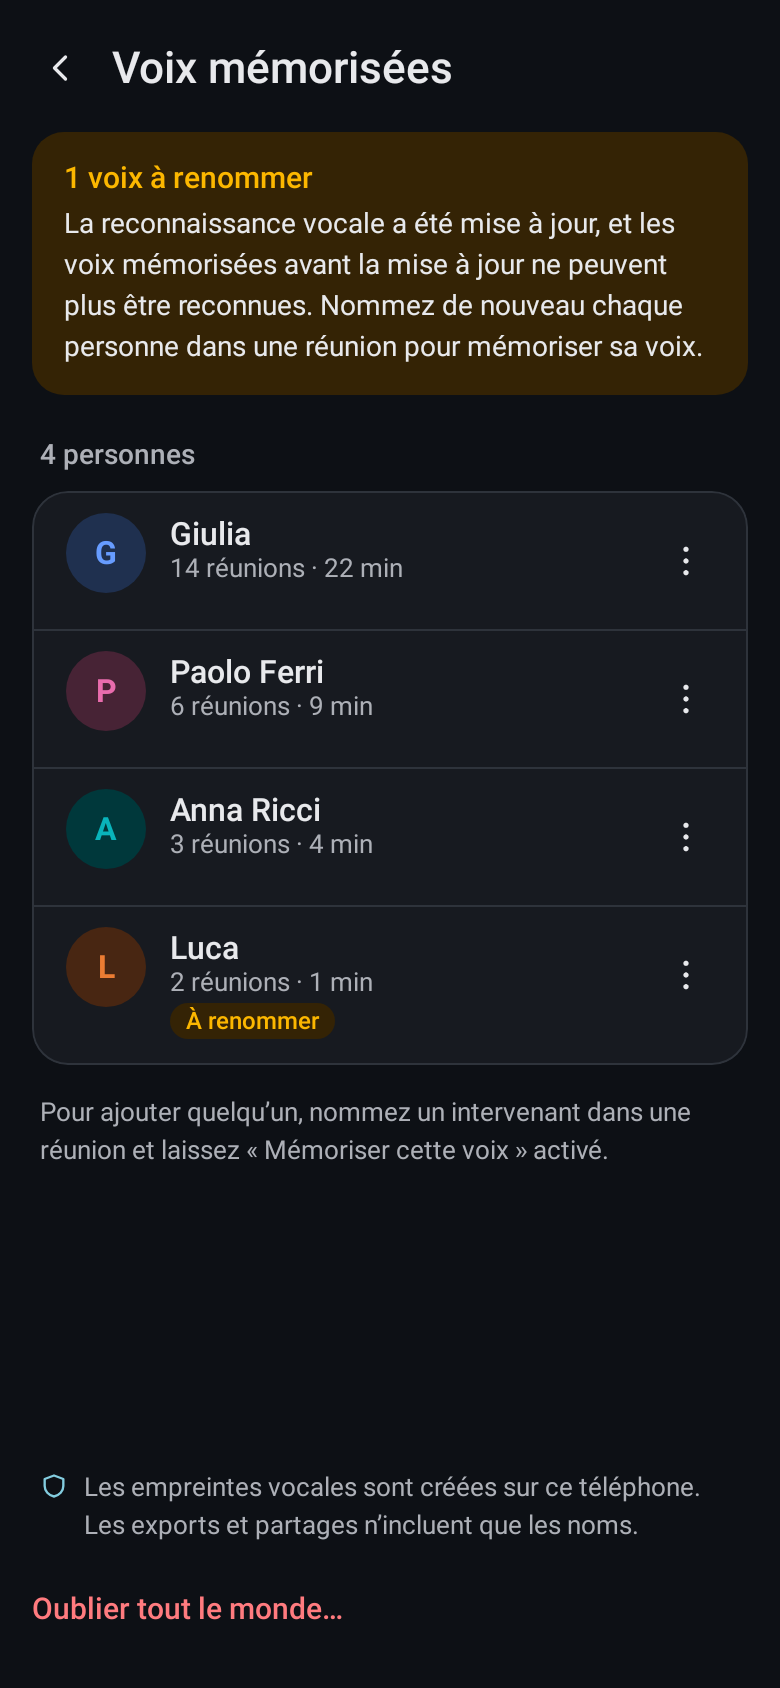 Voix mémorisées
1 voix à renommer
La reconnaissance vocale a été mise à jour, et les
voix mémorisées avant la mise à jour ne peuvent
plus être reconnues. Nommez de nouveau chaque
personne dans une réunion pour mémoriser sa voix.
4 personnes
G
Giulia
14 réunions · 22 min
P
Paolo Ferri
6 réunions · 9 min
A
Anna Ricci
3 réunions · 4 min
L
Luca
2 réunions · 1 min
À renommer
Pour ajouter quelqu’un, nommez un intervenant dans une
réunion et laissez « Mémoriser cette voix » activé.
Les empreintes vocales sont créées sur ce téléphone.
Les exports et partages n’incluent que les noms.
Oublier tout le monde…